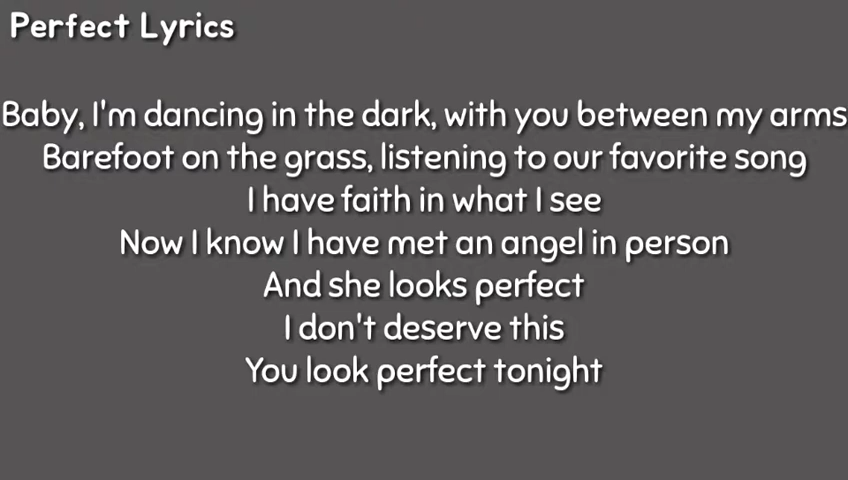 Perfect Lyrics
Baby, I'm dancing in the dark, with you between my arms
Barefoot on the grass, listening to our favorite song
I have faith in what I see
Now I know I have met an angel in person
And she looks perfect
I don't deserve this
You look perfect tonight